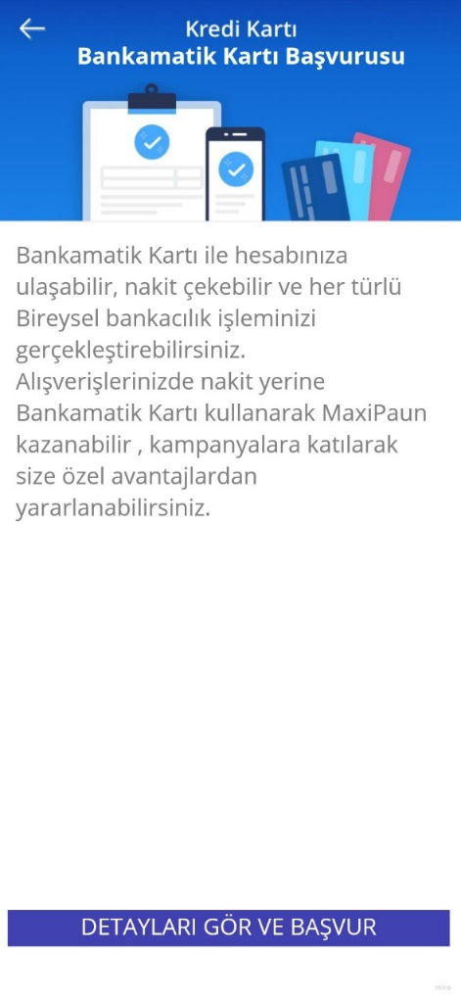 Kredi Kartı
Bankamatik Kartı Başvurusu
Bankamatik Kartı ile hesabınıza
ulaşabilir, nakit çekebilir ve her türlü
Bireysel bankacılık işleminizi
gerçekleştirebilirsiniz.
Alışverişlerinizde nakit yerine
Bankamatik Kartı kullanarak MaxiPaun
kazanabilir , kampanyalara katılarak
size özel avantajlardan
yararlanabilirsiniz.
DETAYLARI GÖR VE BAŞVUR
miro